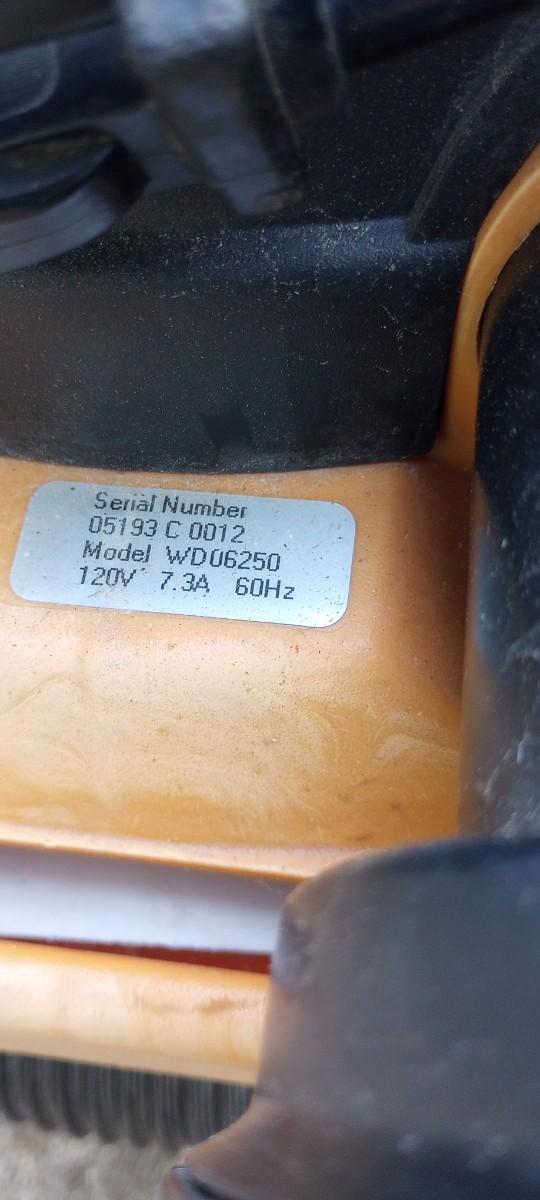 Serial Number
05193 C 0012
Model WD06250
120V 7.3A 60Hz